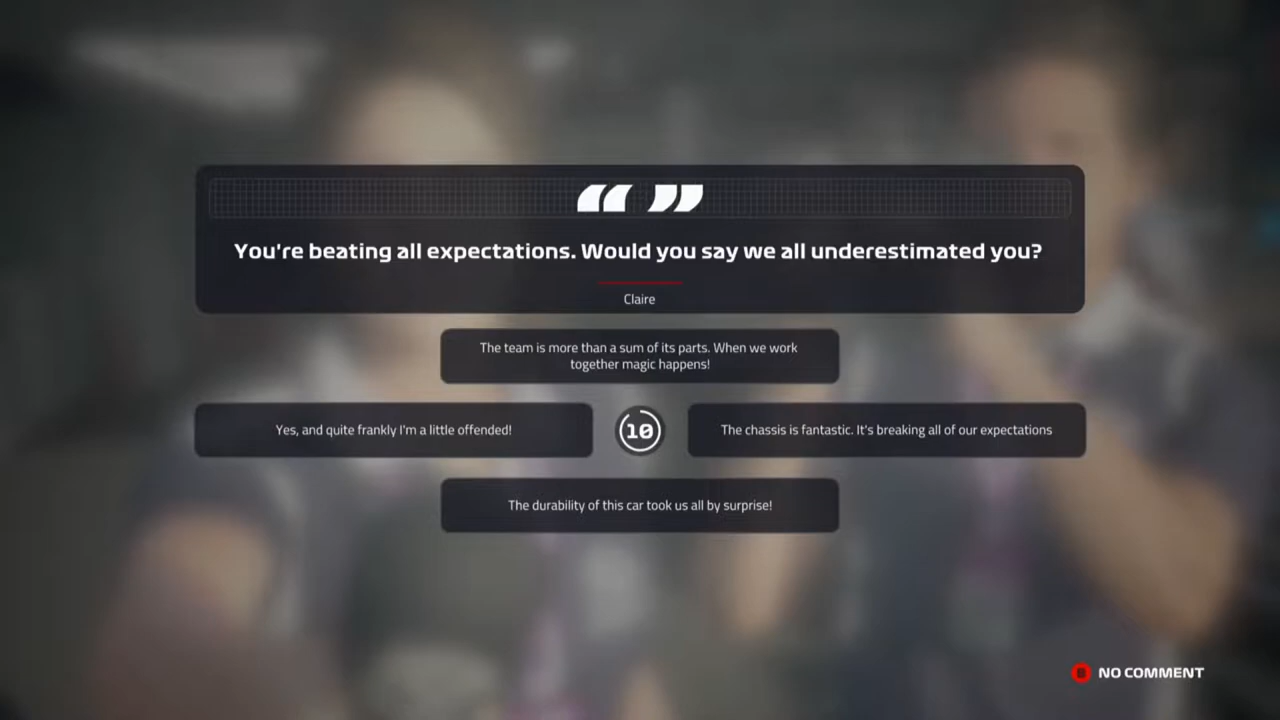 “ ”
You're beating all expectations. Would you say we all underestimated you?
Claire
The team is more than a sum of its parts. When we work
together magic happens!
Yes, and quite frankly I'm a little offended!
10
The chassis is fantastic. It's breaking all of our expectations
The durability of this car took us all by surprise!
B NO COMMENT